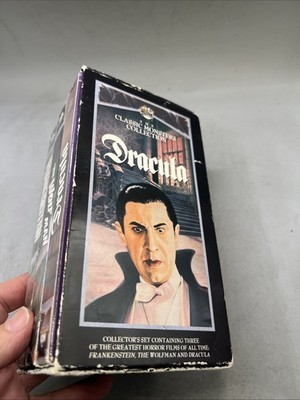 CLASSIC MONSTERS
COLLECTION
Dracula
COLLECTOR'S SET CONTAINING THREE
OF THE GREATEST HORROR FILMS OF ALL TIME:
FRANKENSTEIN, THE WOLFMAN AND DRACULA